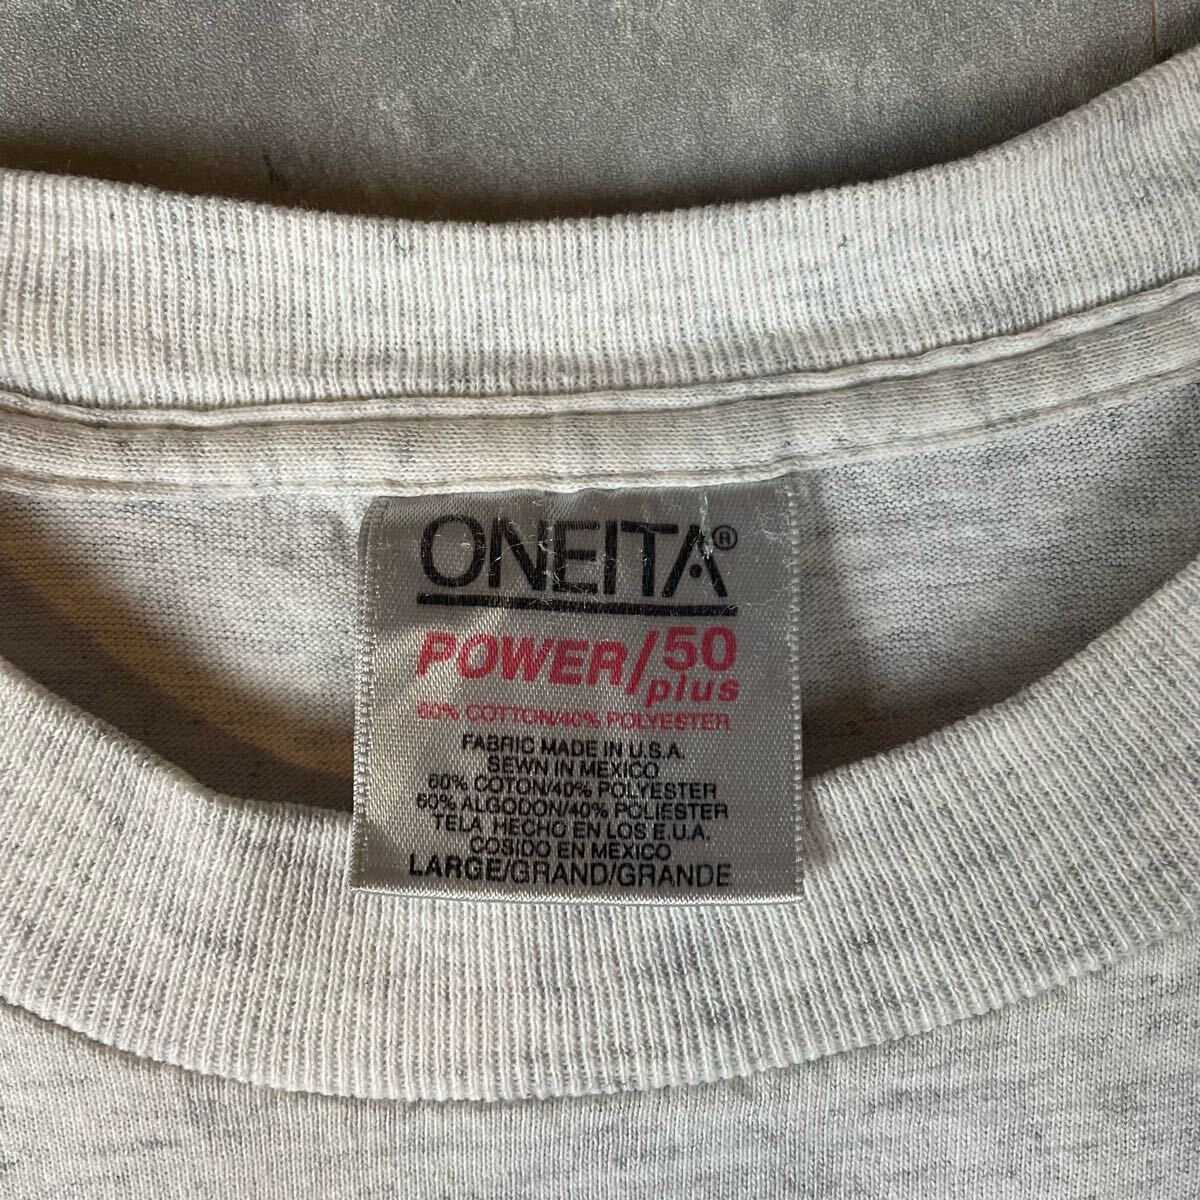 ONEITA®
POWER/50 plus
60% COTTON/40% POLYESTER
FABRIC MADE IN U.S.A.
SEWN IN MEXICO
60% COTON/40% POLYESTER
60% ALGODON/40% POLIESTER
TELA HECHO EN LOS E.U.A.
COSIDO EN MEXICO
LARGE/GRAND/GRANDE